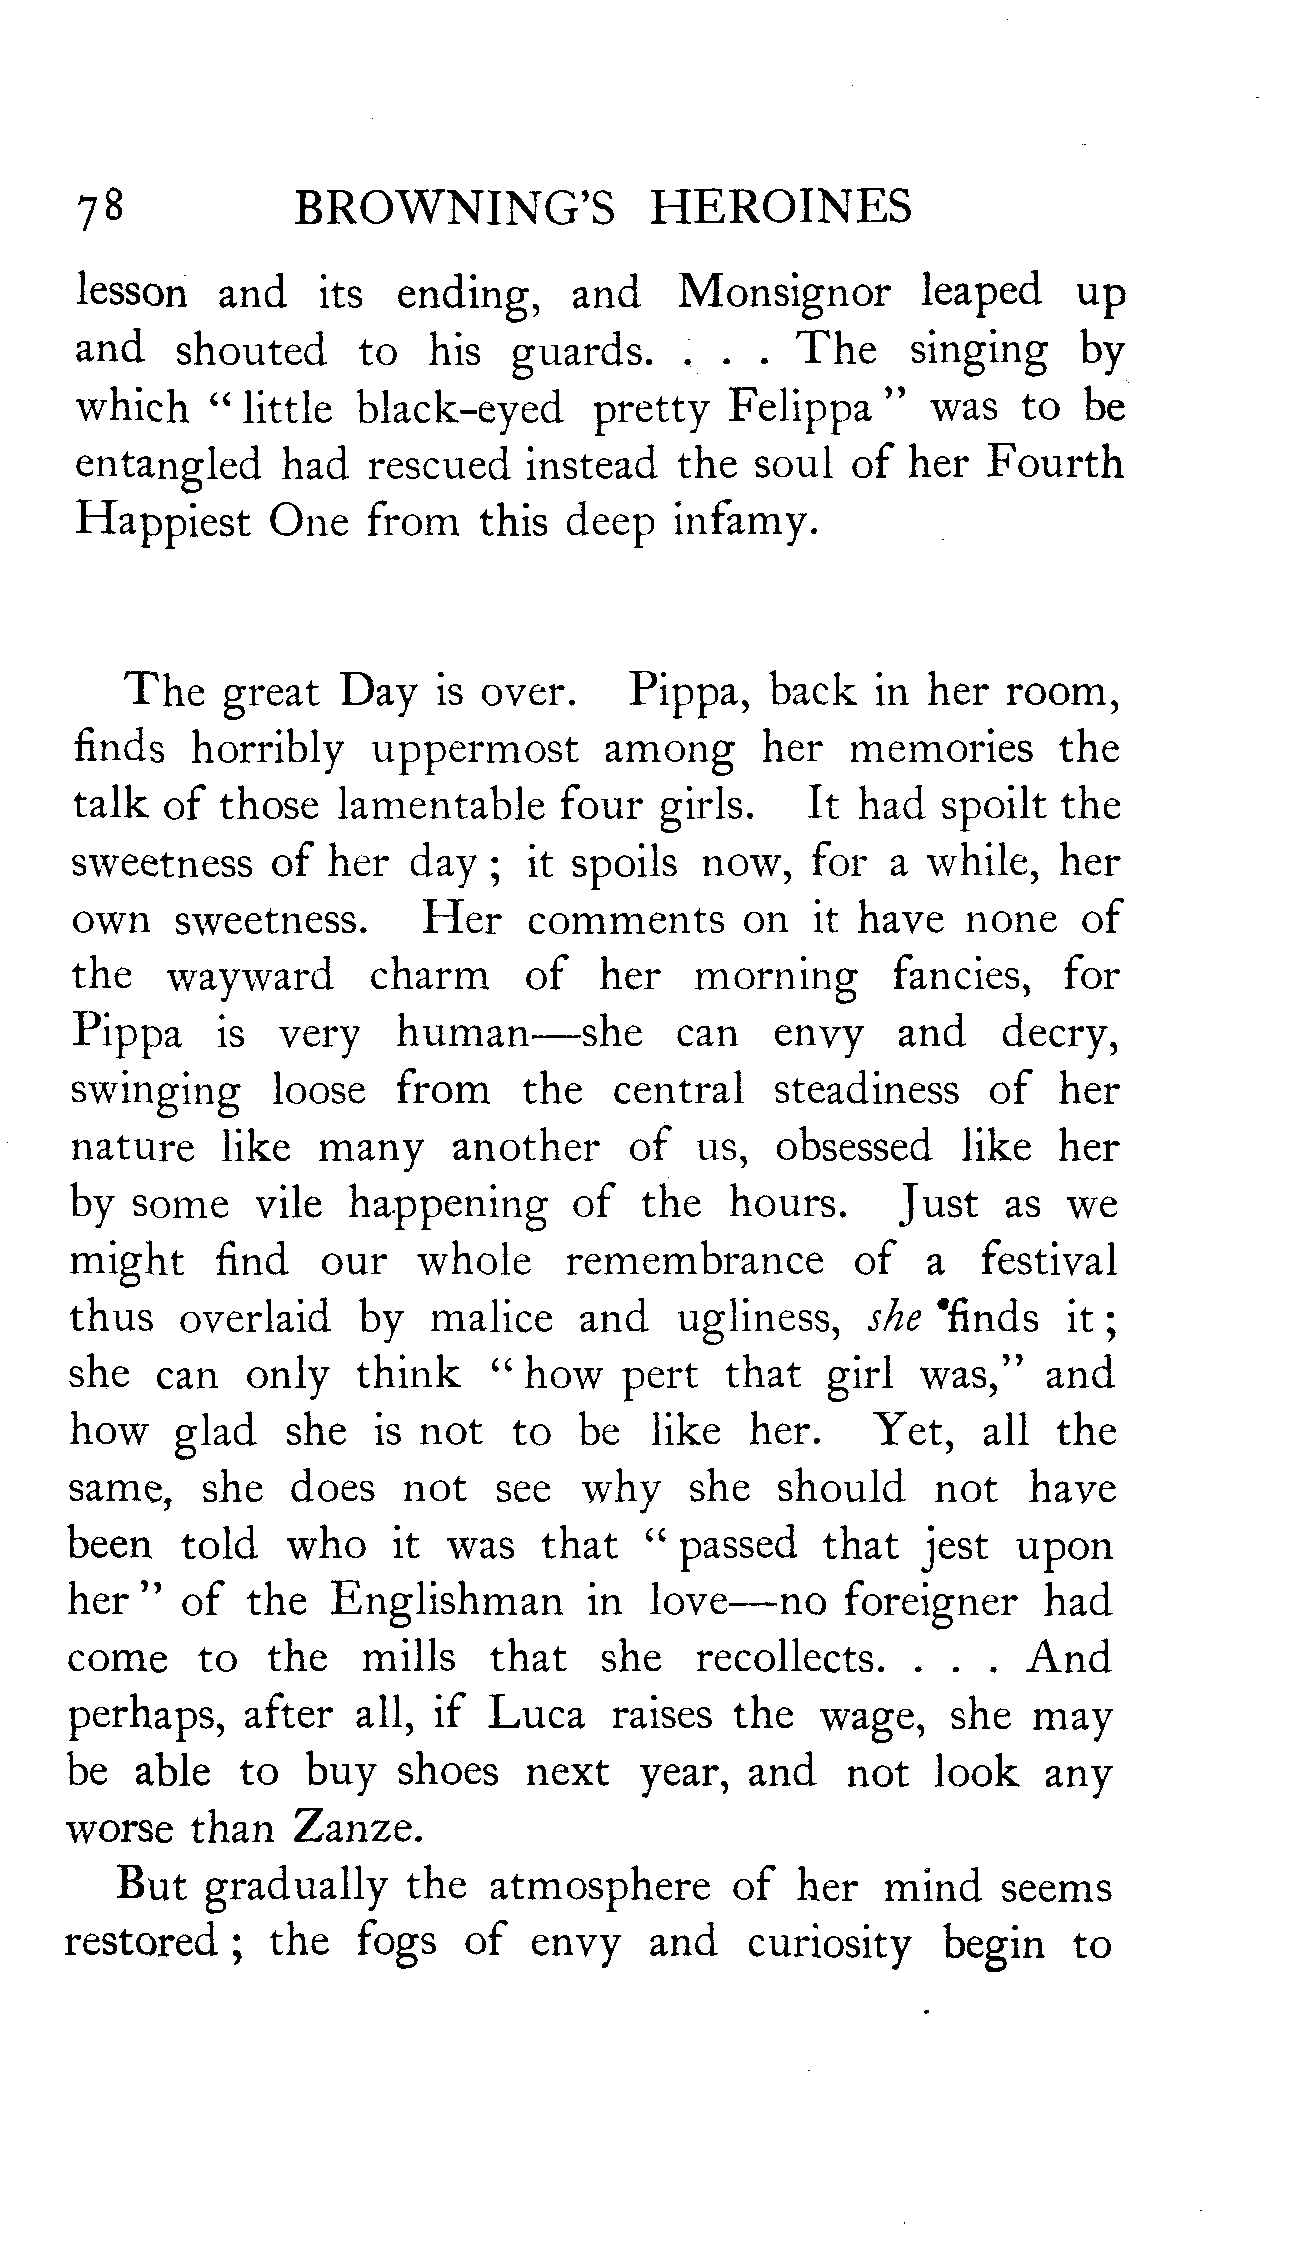 78 BROWNING'S HEROINES
lesson and its ending, and Monsignor leaped up
and shouted to his guards. . . . The singing by
which “ little black-eyed pretty Felippa ” was to be
entangled had rescued instead the soul of her Fourth
Happiest One from this deep infamy.
The great Day is over. Pippa, back in her room,
finds horribly uppermost among her memories the
talk of those lamentable four girls. It had spoilt the
sweetness of her day ; it spoils now, for a while, her
own sweetness. Her comments on it have none of
the wayward charm of her morning fancies, for
Pippa is very human—she can envy and decry,
swinging loose from the central steadiness of her
nature like many another of us, obsessed like her
by some vile happening of the hours. Just as we
might find our whole remembrance of a festival
thus overlaid by malice and ugliness, she finds it ;
she can only think “ how pert that girl was,” and
how glad she is not to be like her. Yet, all the
same, she does not see why she should not have
been told who it was that “ passed that jest upon
her ” of the Englishman in love—no foreigner had
come to the mills that she recollects. . . . And
perhaps, after all, if Luca raises the wage, she may
be able to buy shoes next year, and not look any
worse than Zanze.
But gradually the atmosphere of her mind seems
restored ; the fogs of envy and curiosity begin to